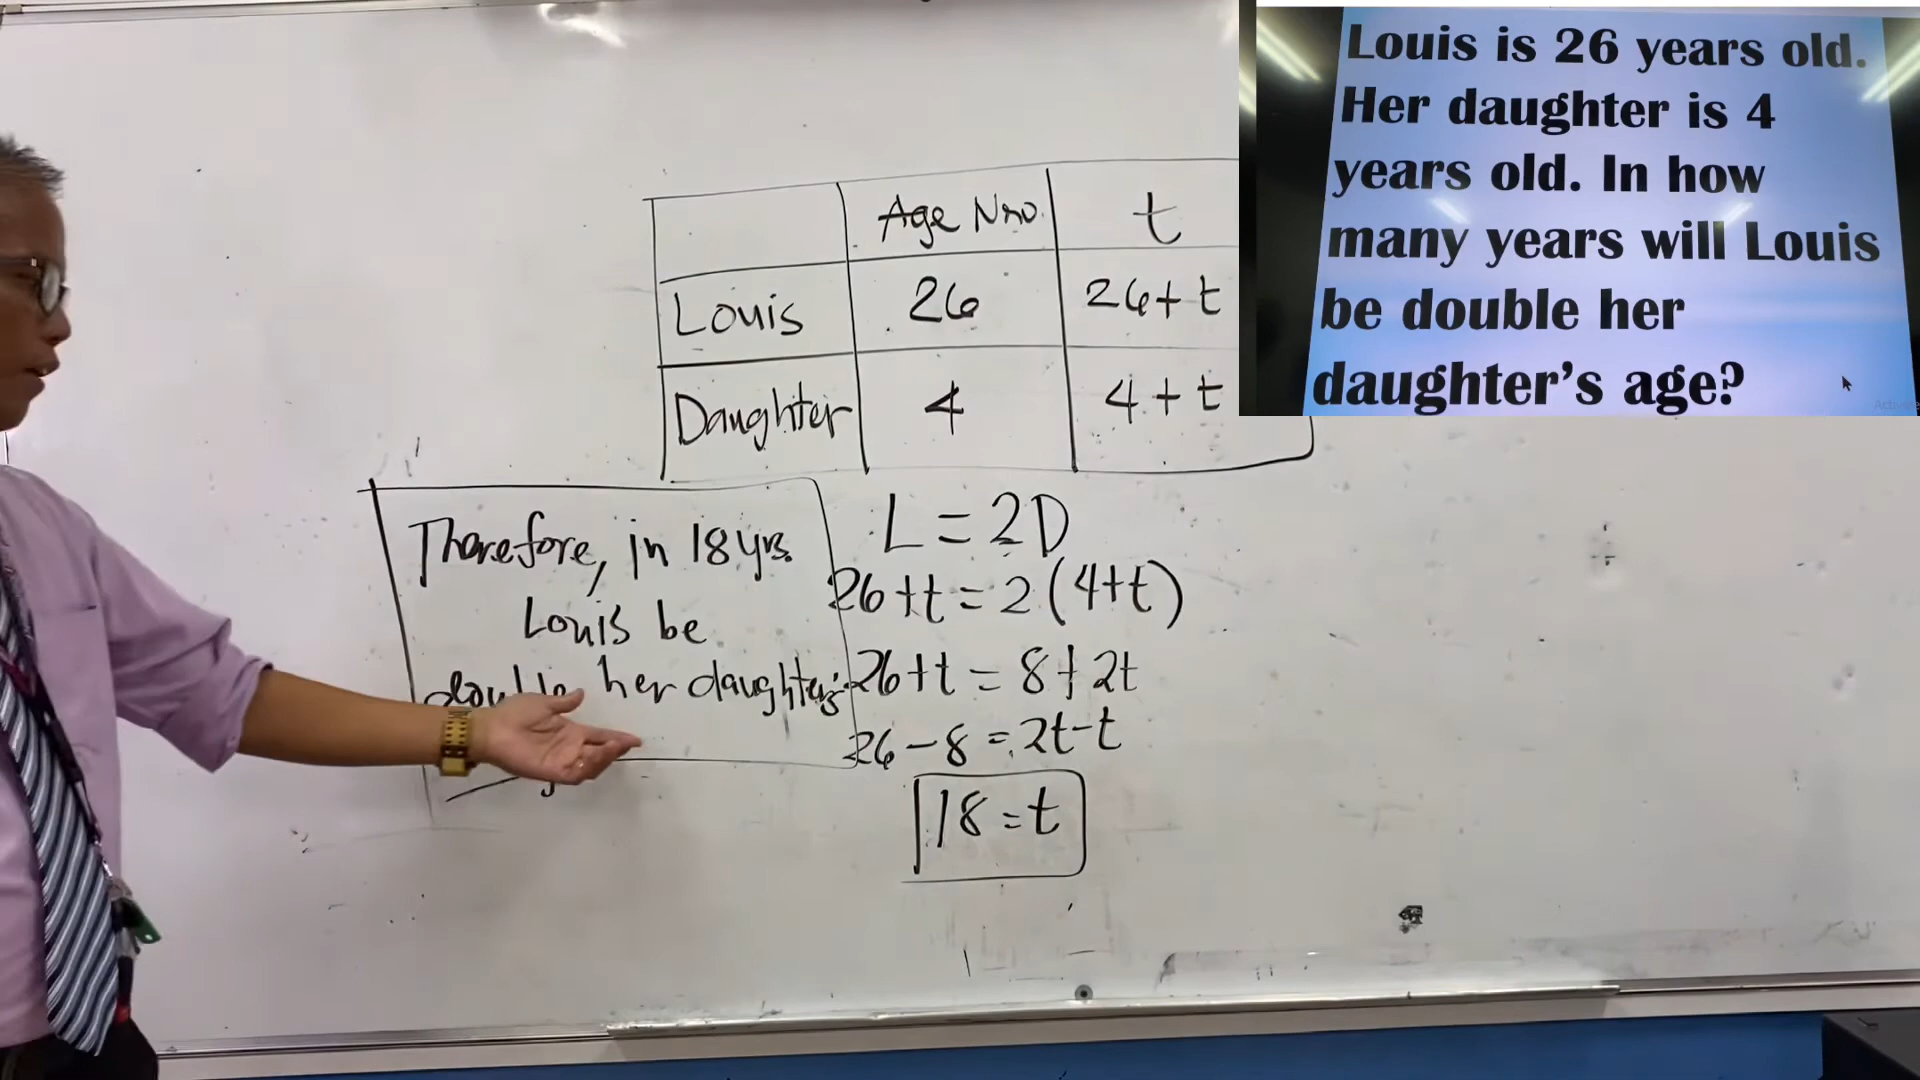 Louis is 26 years old.
Her daughter is 4
years old. In how
many years will Louis
be double her
daughter's age?
Age Now t
Louis 26 26+t
Daughter 4 4+t
Therefore, in 18 yrs.
Louis be
double her daughter's
L = 2D
26+t = 2(4+t)
26+t = 8+2t
26-8 = 2t-t
18 = t